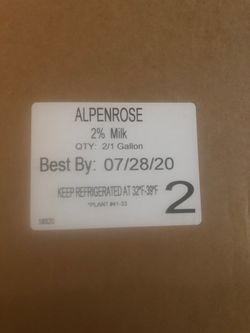 ALPENROSE
2% Milk
QTY: 2/1 Gallon
Best By: 07/28/20
KEEP REFRIGERATED AT 32°F-39°F
2
*PLANT #41-33